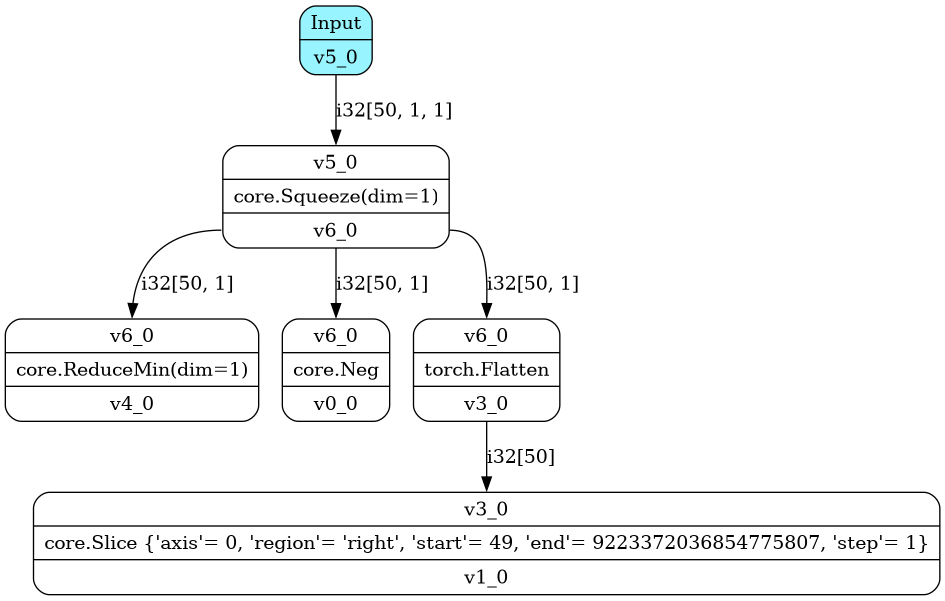 Input
v5_0
i32[50, 1, 1]
v5_0
core.Squeeze(dim=1)
v6_0
i32[50, 1]
i32[50, 1]
i32[50, 1]
v6_0
core.ReduceMin(dim=1)
v4_0
v6_0
core.Neg
v0_0
v6_0
torch.Flatten
v3_0
i32[50]
v3_0
core.Slice {'axis'= 0, 'region'= 'right', 'start'= 49, 'end'= 9223372036854775807, 'step'= 1}
v1_0